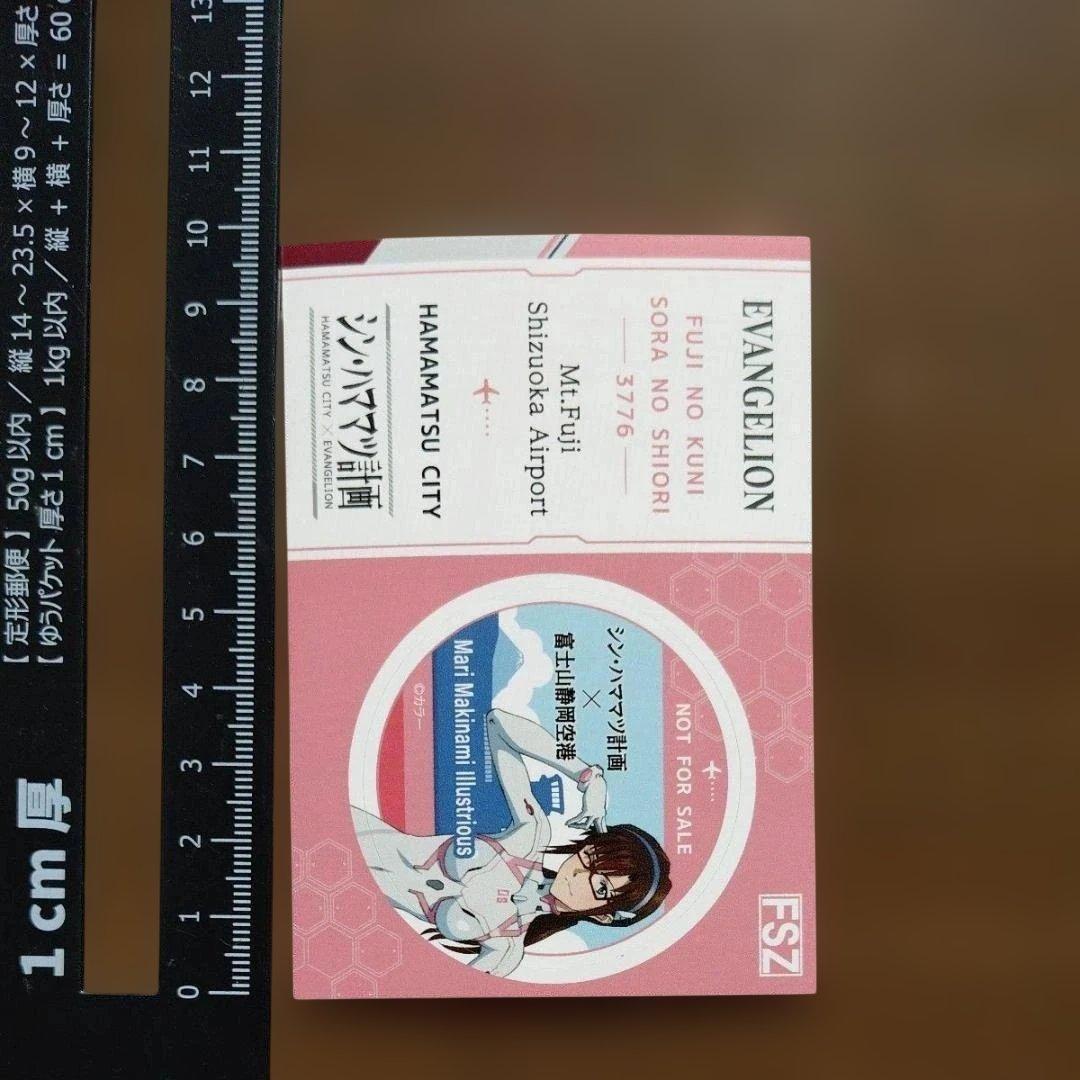 【定形郵便】50g以内／縦14～23.5×横9～12×厚さ
【ゆうパケット厚さ1cm】1kg以内／縦＋横＋厚さ＝60
1cm厚
0 1 2 3 4 5 6 7 8 9 10 11 12 13
EVANGELION
FUJI NO KUNI
SORA NO SHIORI
3776
Mt.Fuji
Shizuoka Airport
HAMAMATSU CITY
シン・ハママツ計画
HAMAMATSU CITY × EVANGELION
FSZ
NOT FOR SALE
シン・ハママツ計画
×
富士山静岡空港
Mari Makinami Illustrious
08
©カラー